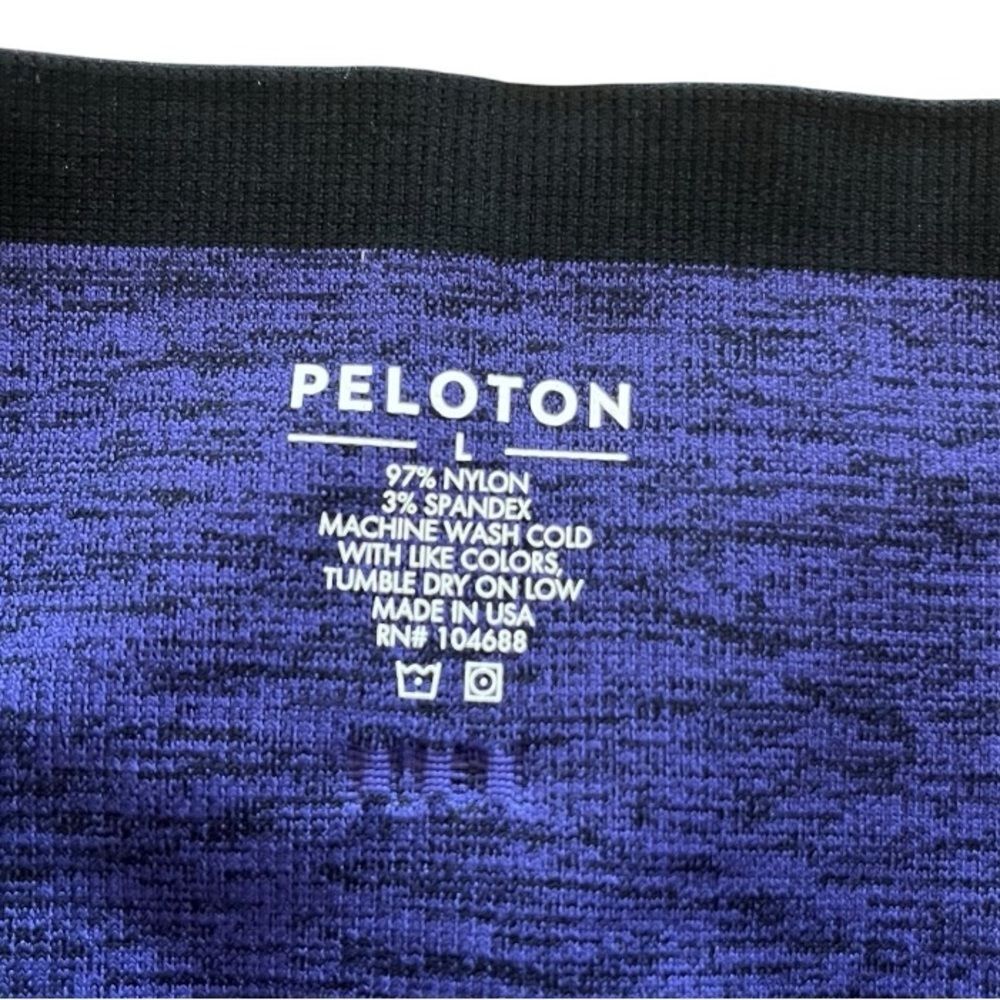 PELOTON
L
97% NYLON
3% SPANDEX
MACHINE WASH COLD
WITH LIKE COLORS,
TUMBLE DRY ON LOW
MADE IN USA
RN# 104688